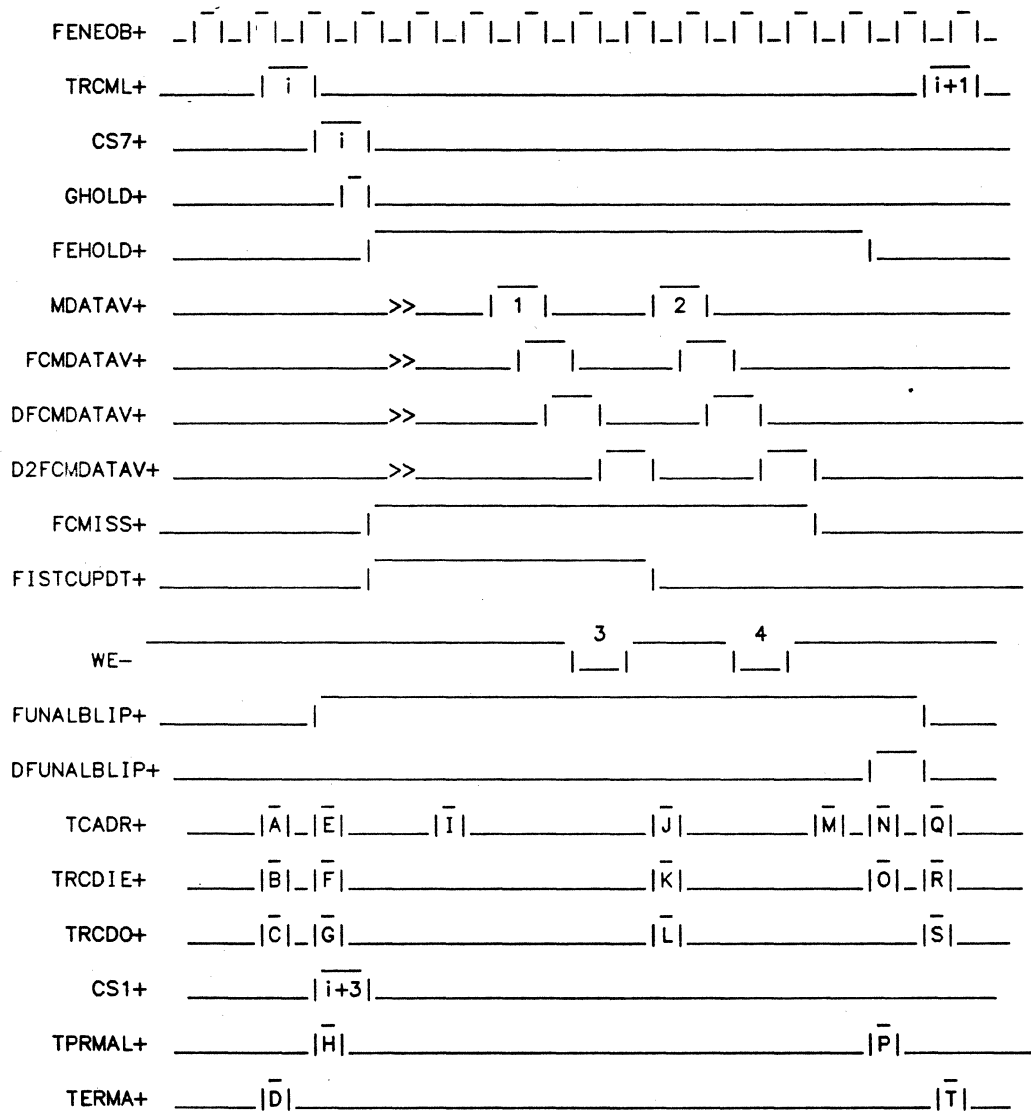 FENEOB+
TRCML+ i i+1
CS7+ i
GHOLD+
FEHOLD+
MDATAV+ >> 1 2
FCMDATAV+ >>
DFCMDATAV+ >>
D2FCMDATAV+ >>
FCMISS+
FISTCUPDT+
WE- 3 4
FUNALBLIP+
DFUNALBLIP+
TCADR+ A E I J M N Q
TRCDIE+ B F K O R
TRCDO+ C G L S
CS1+ i+3
TPRMAL+ H P
TERMA+ D T